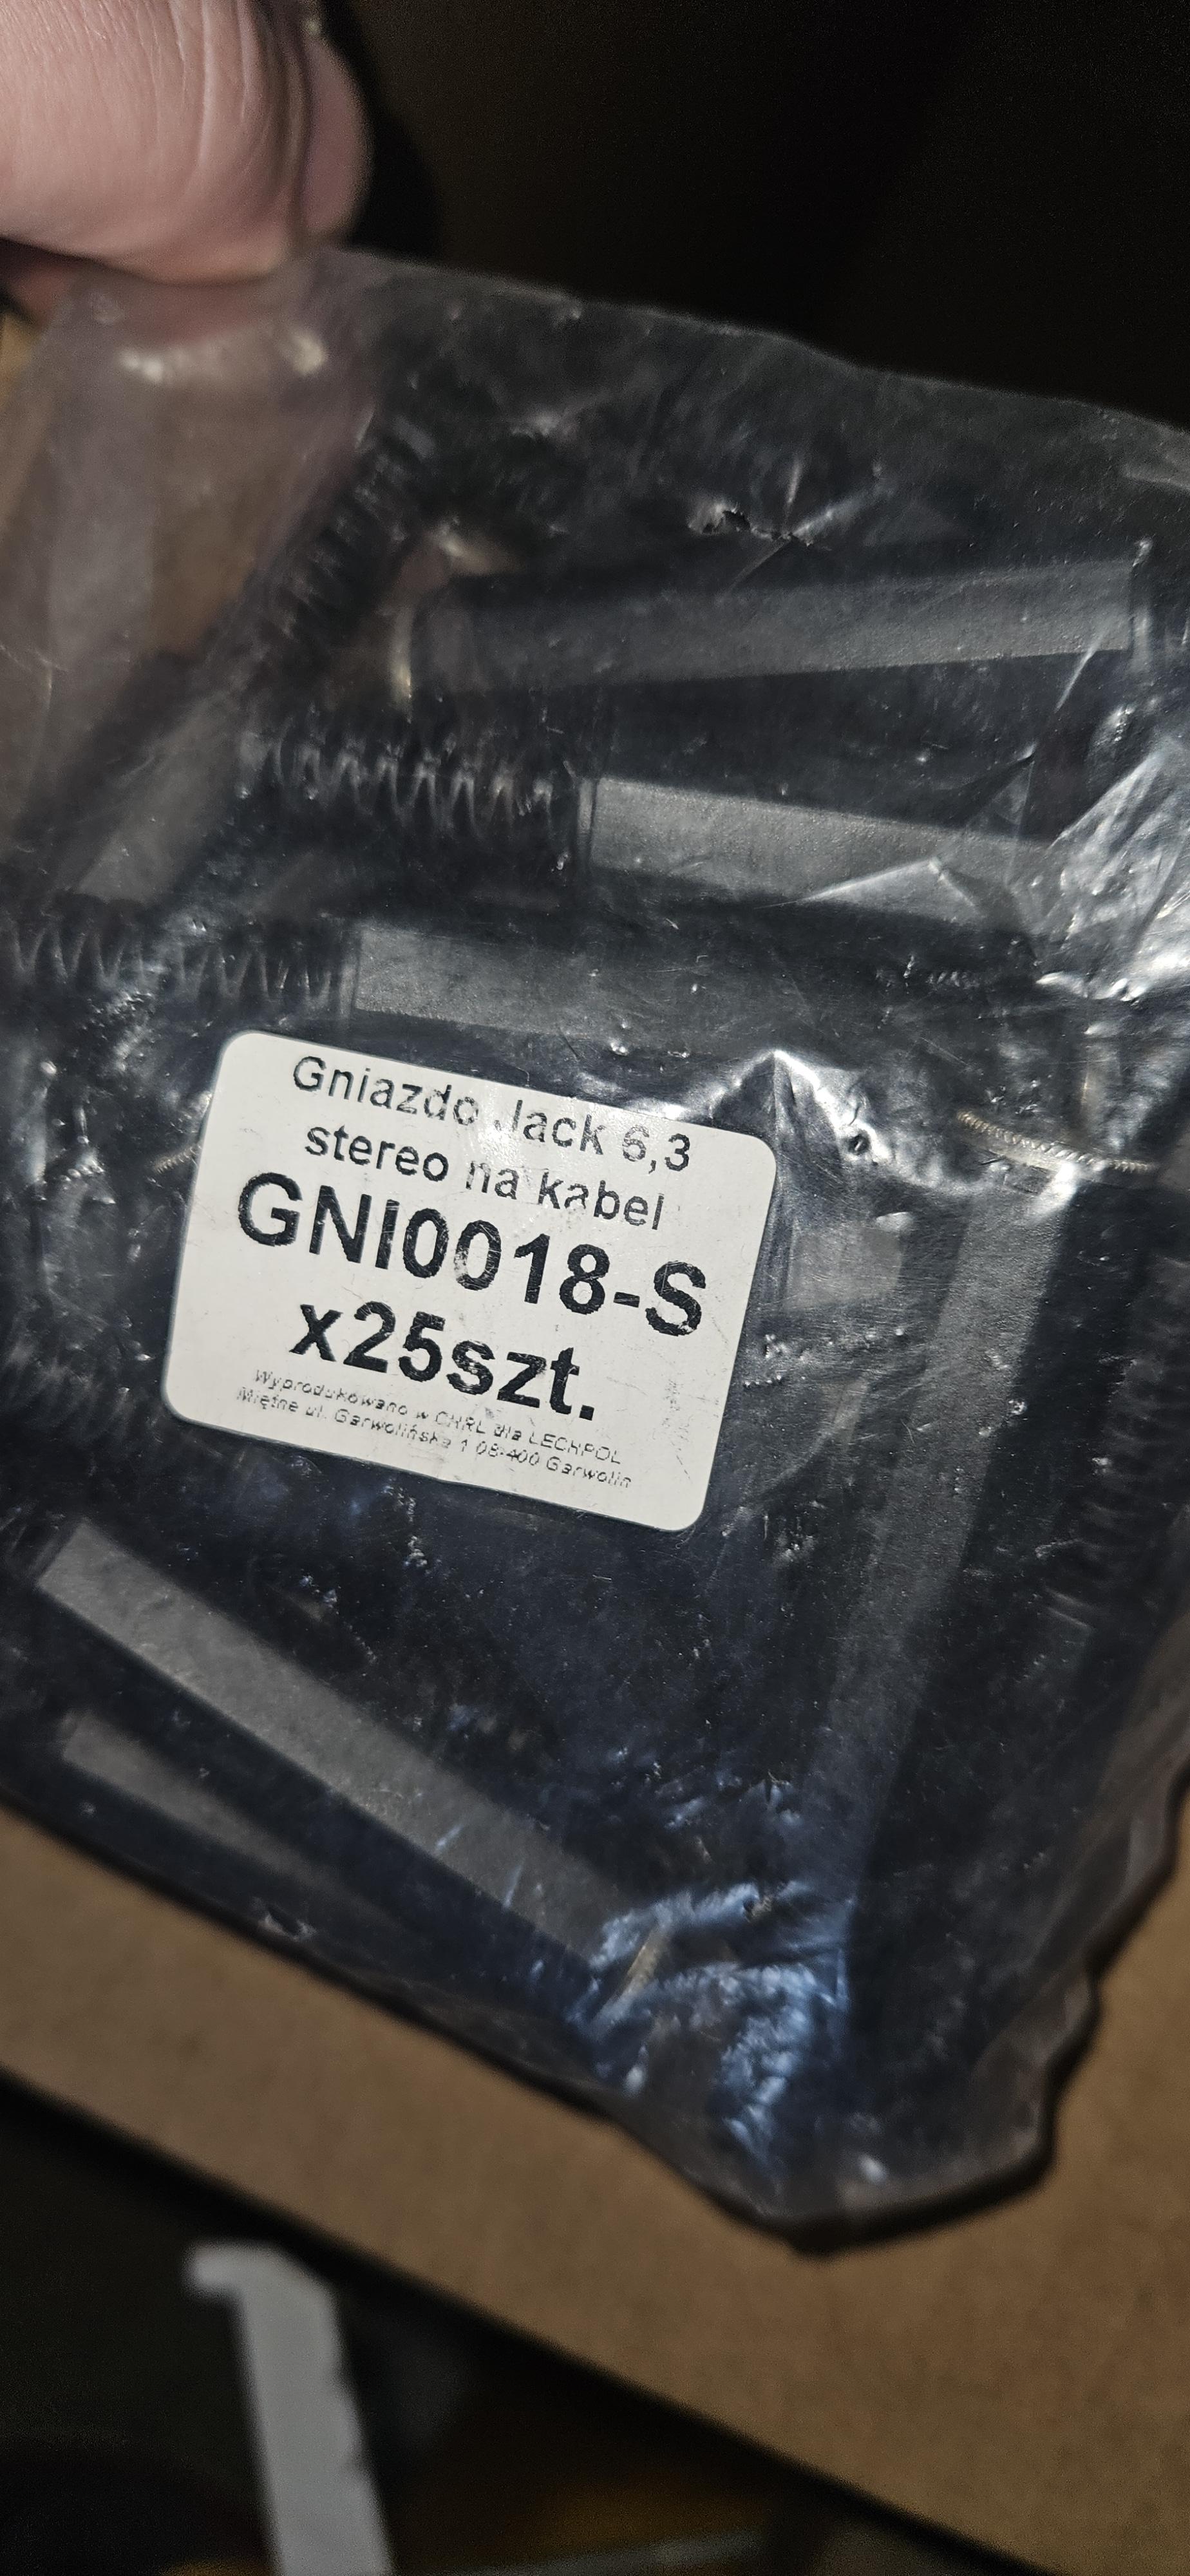 Gniazdo Jack 6,3
stereo na kabel
GNI0018-S
x25szt.
Wyprodukowano w CHRL dla LECHPOL
Miętne ul. Garwolińska 1 08-400 Garwolin